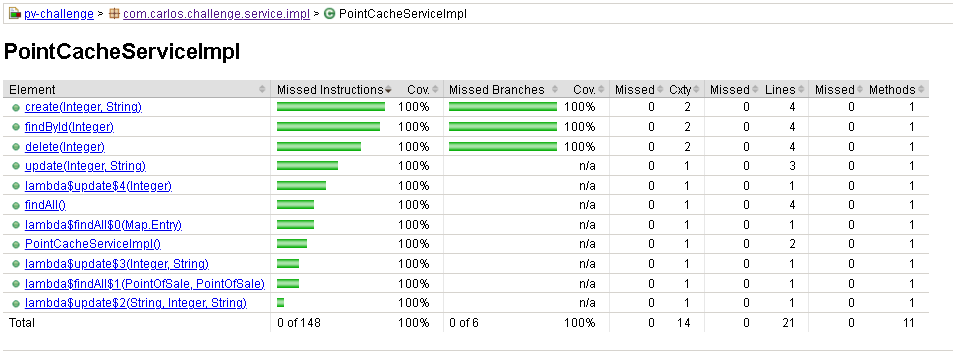 pv-challenge > com.carlos.challenge.service.impl > PointCacheServiceImpl
PointCacheServiceImpl
Element Missed Instructions Cov. Missed Branches Cov. Missed Cxty Missed Lines Missed Methods
create(Integer, String) 100% 100% 0 2 0 4 0 1
findById(Integer) 100% 100% 0 2 0 4 0 1
delete(Integer) 100% 100% 0 2 0 4 0 1
update(Integer, String) 100% n/a 0 1 0 3 0 1
lambda$update$4(Integer) 100% n/a 0 1 0 1 0 1
findAll() 100% n/a 0 1 0 4 0 1
lambda$findAll$0(Map.Entry) 100% n/a 0 1 0 1 0 1
PointCacheServiceImpl() 100% n/a 0 1 0 2 0 1
lambda$update$3(Integer, String) 100% n/a 0 1 0 1 0 1
lambda$findAll$1(PointOfSale, PointOfSale) 100% n/a 0 1 0 1 0 1
lambda$update$2(String, Integer, String) 100% n/a 0 1 0 1 0 1
Total 0 of 148 100% 0 of 6 100% 0 14 0 21 0 11